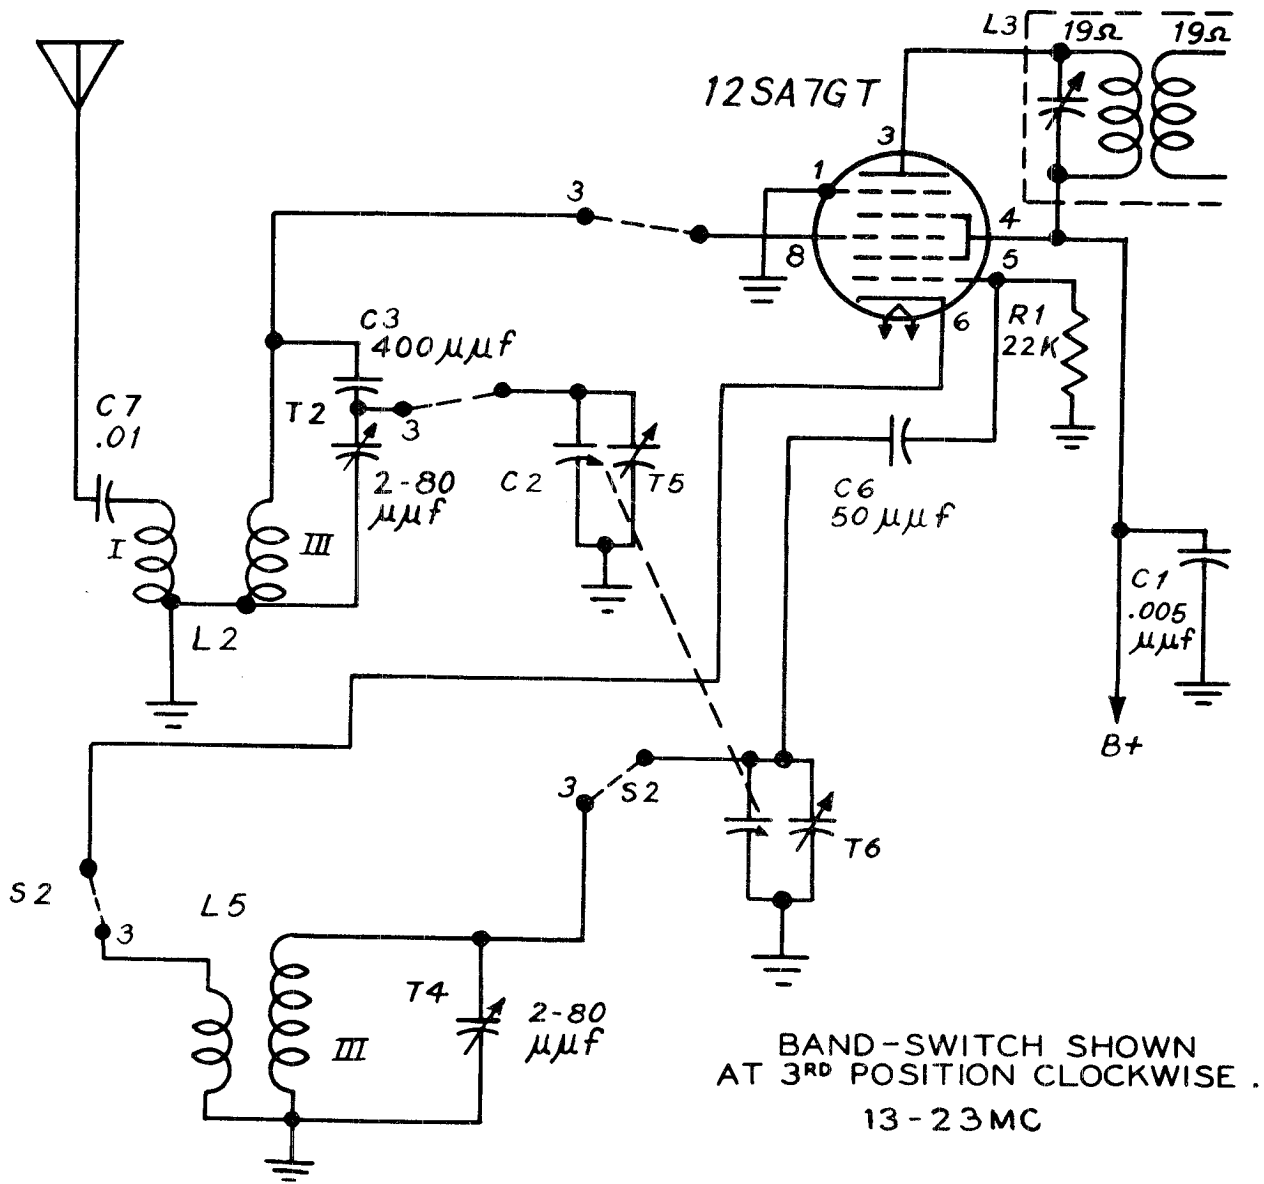 L3
19Ω
19Ω
12SA7GT
3
1
4
8
5
6
3
R1
22K
C3
400μμf
T2
3
C7
.01
2-80
μμf
C2
T5
C6
50μμf
I
III
L2
C1
.005
μμf
B+
3
S2
T6
S2
3
L5
T4
2-80
μμf
III
BAND-SWITCH SHOWN
AT 3RD POSITION CLOCKWISE.
13-23MC